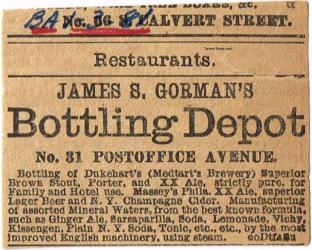 BOXES, &c.
BA No. 36 S. CALVERT STREET.
Restaurants.
JAMES S. GORMAN'S
Bottling Depot
No. 31 POSTOFFICE AVENUE.
Bottling of Dukehart's (Medtart's Brewery) Superior
Brown Stout, Porter, and XX Ale, strictly pure, for
Family and Hotel use. Massey's Phila. XX Ale, superior
Lager Beer and N. Y. Champagne Cider. Manufacturing
of assorted Mineral Waters, from the best known formula,
such as Ginger Ale, Sarsaparilla, Soda, Lemonade, Vichy,
Kissengen, Plain N. Y. Soda, Tonic, etc., etc., by the most
improved English machinery, using steam.